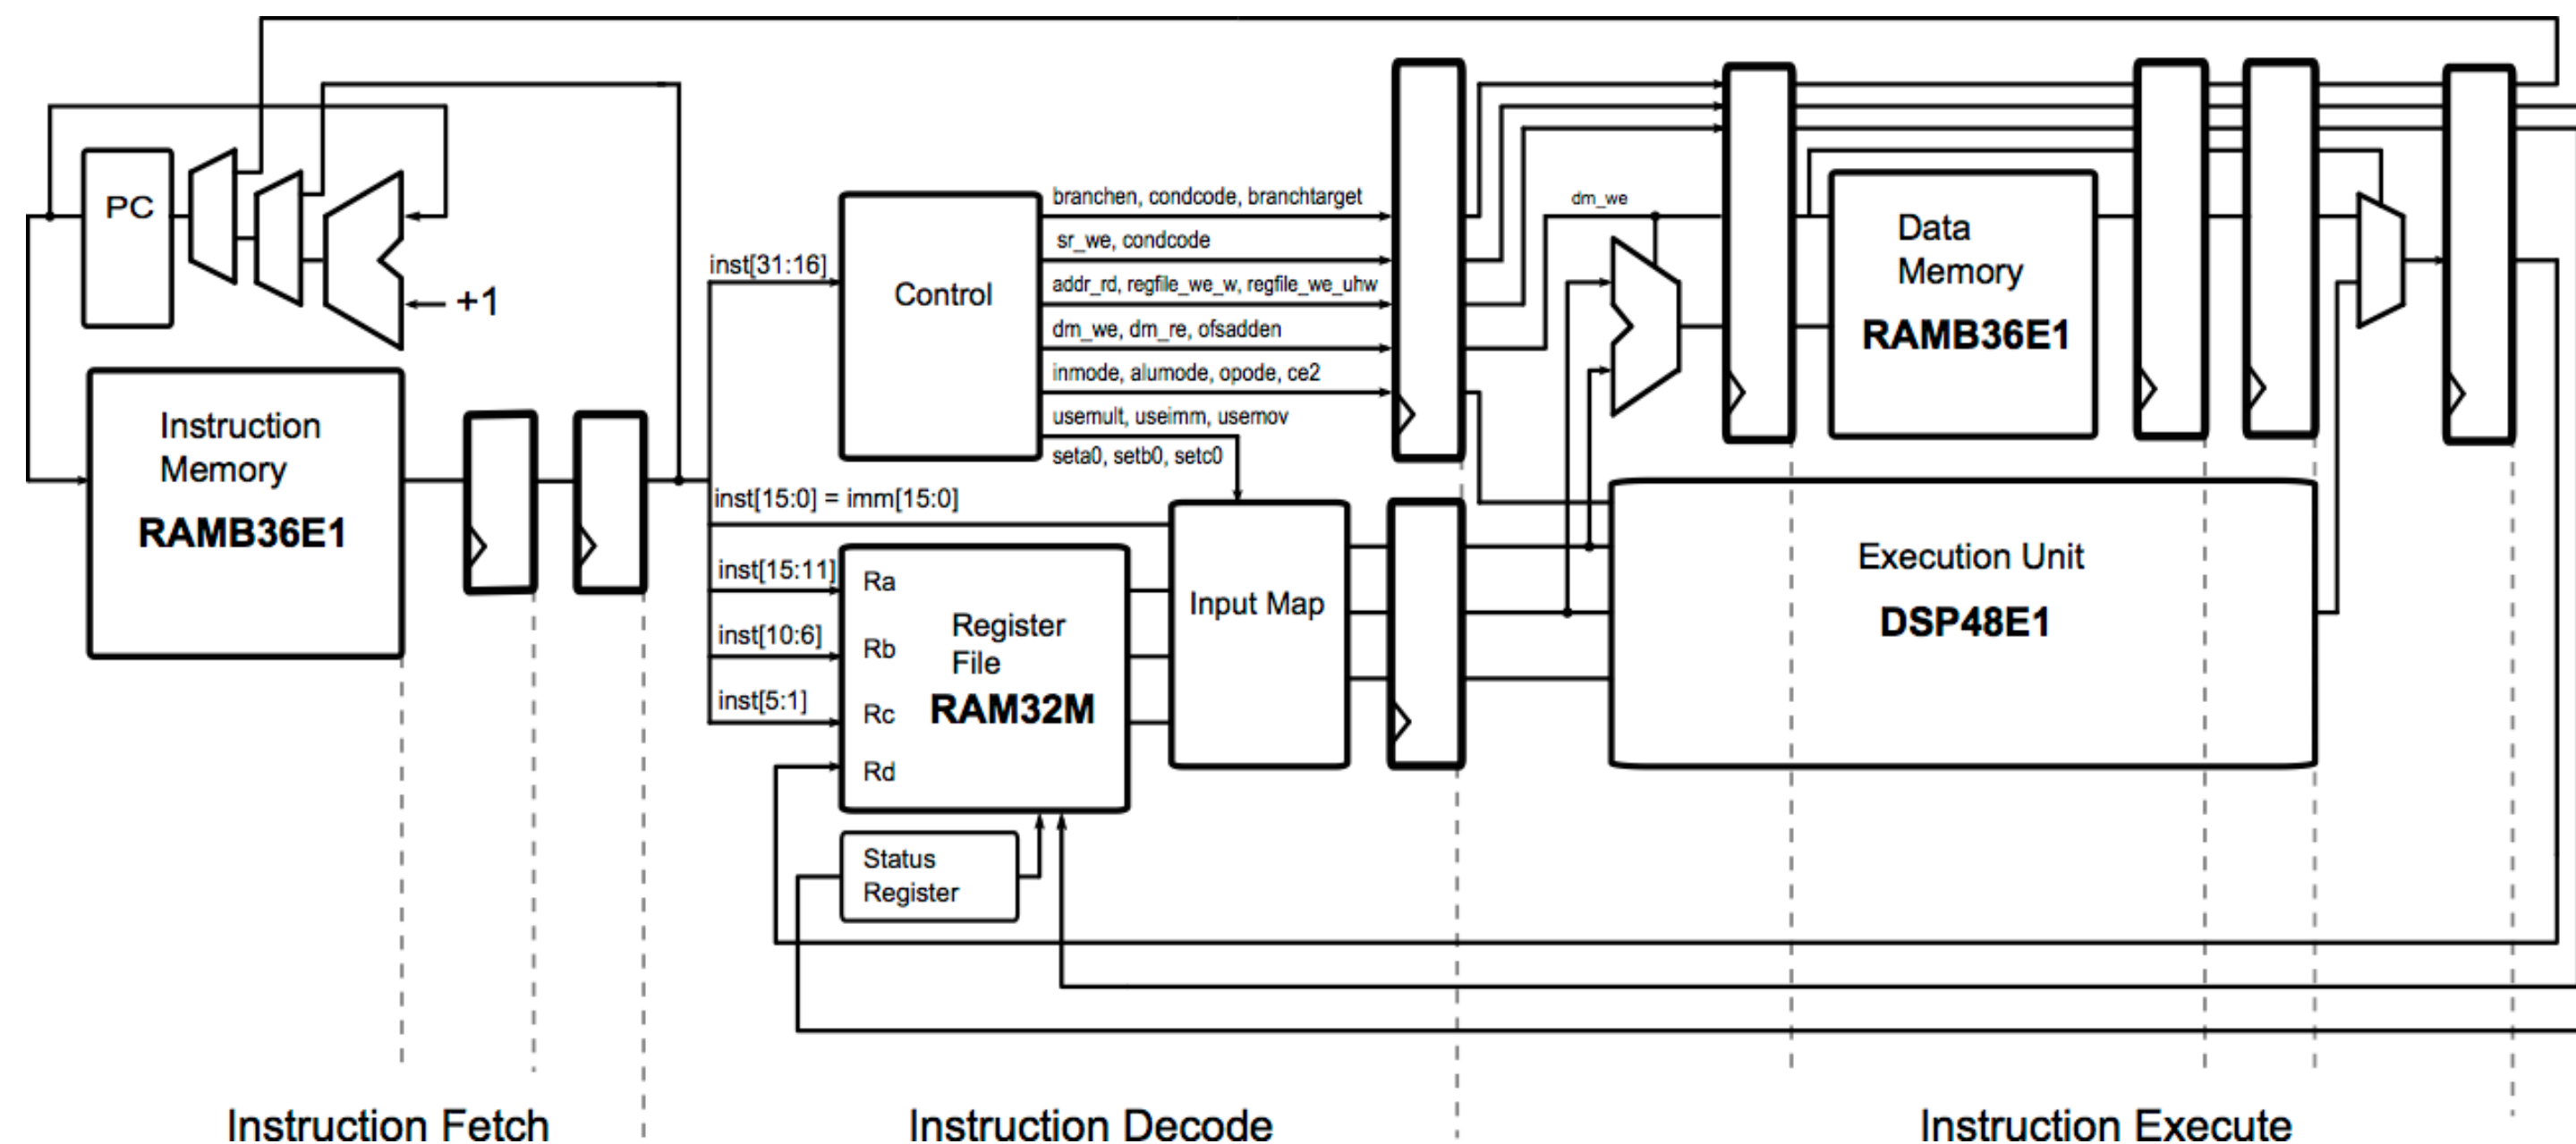 PC
+1
Instruction
Memory
RAMB36E1
inst[31:16]
Control
branchen, condcode, branchtarget
sr_we, condcode
addr_rd, regfile_we_w, regfile_we_uhw
dm_we, dm_re, ofsadden
inmode, alumode, opode, ce2
usemult, useimm, usemov
seta0, setb0, setc0
inst[15:0] = imm[15:0]
inst[15:11]
inst[10:6]
inst[5:1]
Ra
Rb
Rc
Rd
Register
File
RAM32M
Input Map
Status
Register
dm_we
Data
Memory
RAMB36E1
Execution Unit
DSP48E1
Instruction Fetch
Instruction Decode
Instruction Execute